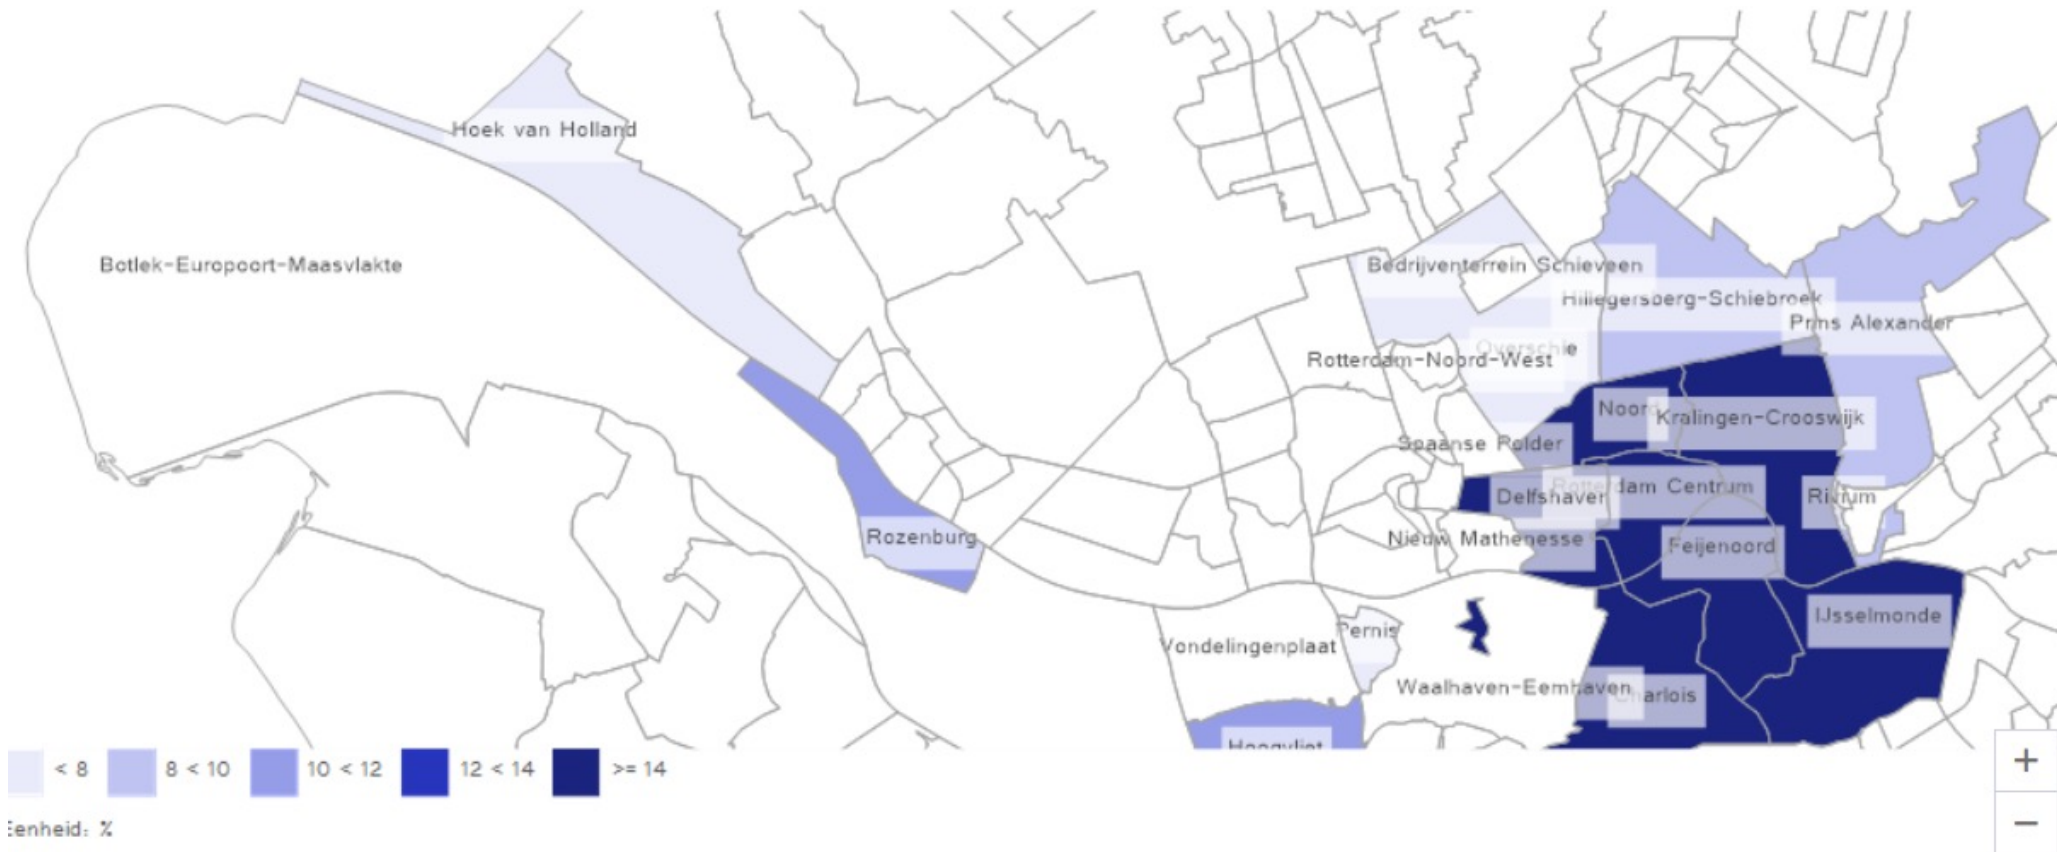 Hoek van Holland
Botlek-Europoort-Maasvlakte
Bedrijventerrein Schieveen
Hillegersberg-Schiebroek
Prins Alexander
Overschie
Rotterdam-Noord-West
Noord
Kralingen-Crooswijk
Spaanse Polder
Rotterdam Centrum
Delfshaven
Rivium
Rozenburg
Nieuw Mathenesse
Feijenoord
IJsselmonde
Pernis
Vondelingenplaat
Waalhaven-Eemhaven
Charlois
Hoogvliet
< 8 8 < 10 10 < 12 12 < 14 >= 14
Eenheid: %
+
−